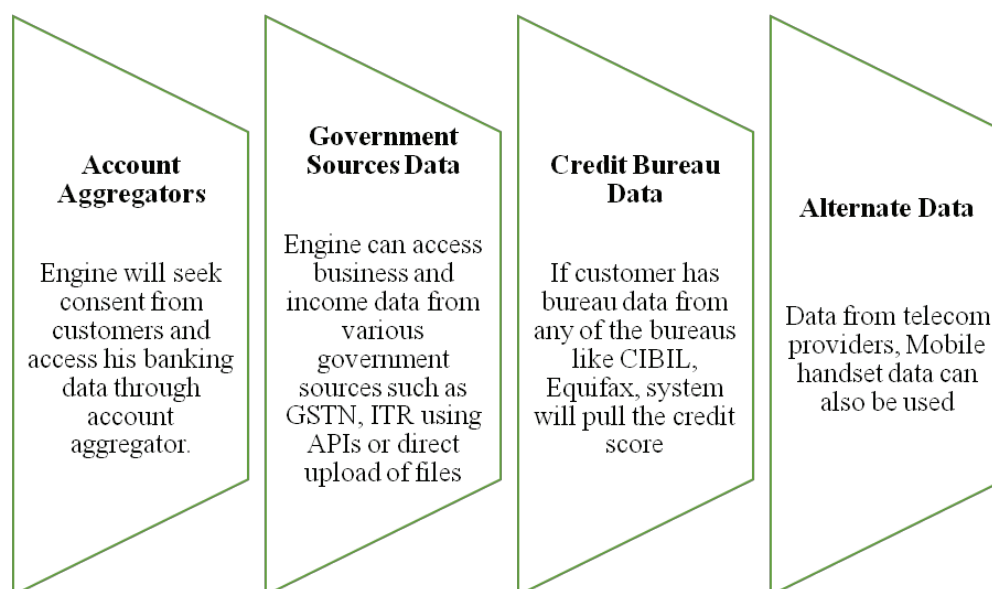 Account
Aggregators
Engine will seek
consent from
customers and
access his banking
data through
account
aggregator.
Government
Sources Data
Engine can access
business and
income data from
various
government
sources such as
GSTN, ITR using
APIs or direct
upload of files
Credit Bureau
Data
If customer has
bureau data from
any of the bureaus
like CIBIL,
Equifax, system
will pull the credit
score
Alternate Data
Data from telecom
providers, Mobile
handset data can
also be used